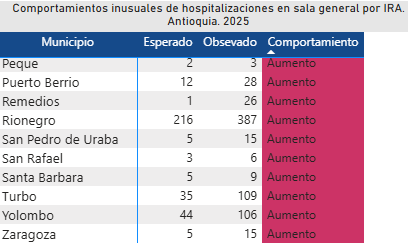 Comportamientos inusuales de hospitalizaciones en sala general por IRA.
Antioquia. 2025
Municipio Esperado Obsevado Comportamiento
Peque 2 3 Aumento
Puerto Berrio 12 28 Aumento
Remedios 1 26 Aumento
Rionegro 216 387 Aumento
San Pedro de Uraba 5 15 Aumento
San Rafael 3 6 Aumento
Santa Barbara 5 9 Aumento
Turbo 35 109 Aumento
Yolombo 44 106 Aumento
Zaragoza 5 15 Aumento